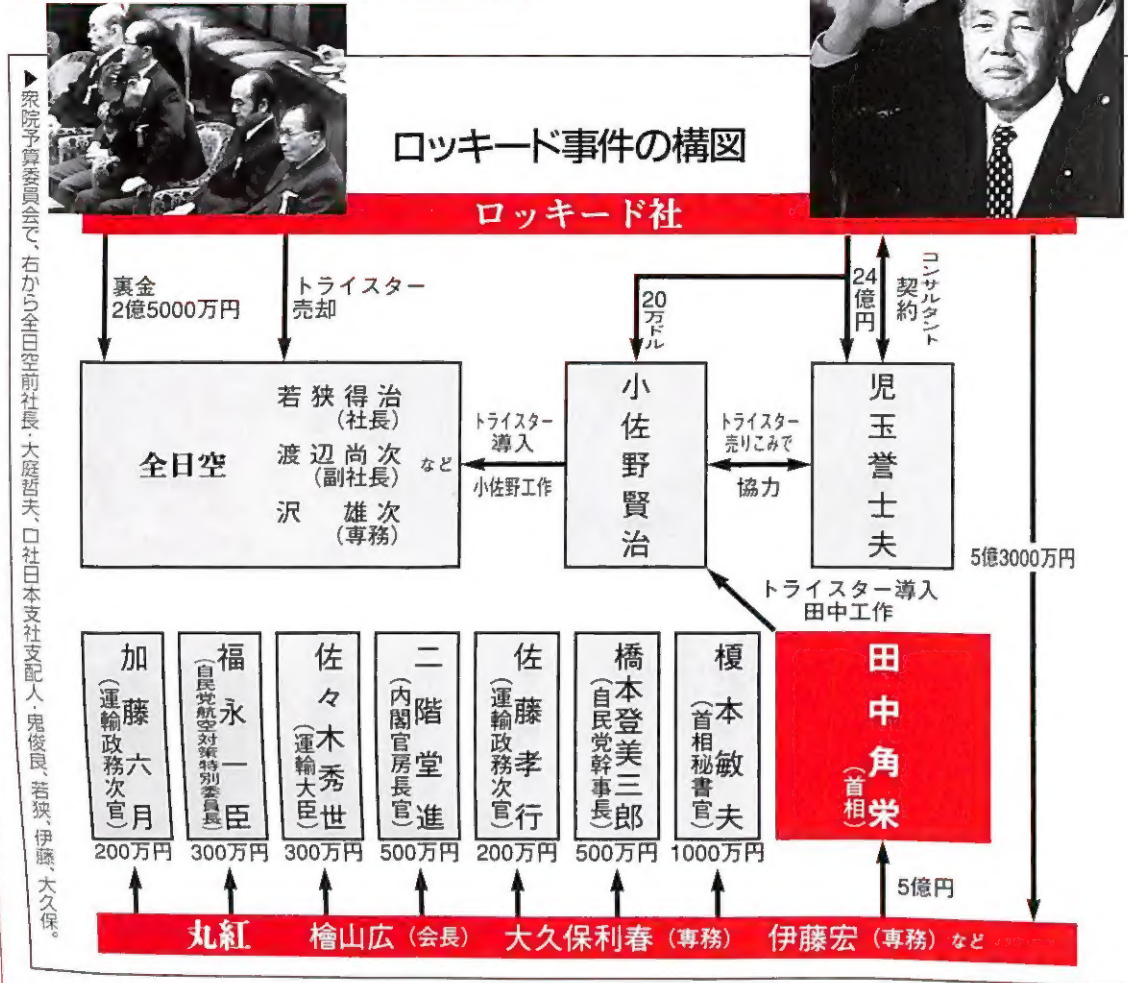 ロッキード事件の構図
▶衆院予算委員会で、右から全日空前社長・大庭哲夫、ロ社日本支社支配人・鬼俊良、若狭、伊藤、大久保。
ロッキード社
裏金
2億5000万円
トライスター
売却
20万ドル
24億円
コンサルタント
契約
全日空
若狭得治
(社長)
渡辺尚次
(副社長)
沢 雄次
(専務)
など
トライスター
導入
小佐野工作
小佐野賢治
トライスター
売りこみで
協力
児玉誉士夫
5億3000万円
トライスター導入
田中工作
加藤六月
(運輸政務次官)
200万円
福永一臣
(自民党航空対策特別委員長)
300万円
佐々木秀世
(運輸大臣)
300万円
二階堂進
(内閣官房長官)
500万円
佐藤孝行
(運輸政務次官)
200万円
橋本登美三郎
(自民党幹事長)
500万円
榎本敏夫
(首相秘書官)
1000万円
田中角栄
(首相)
5億円
丸紅 檜山広(会長) 大久保利春(専務) 伊藤宏(専務)など